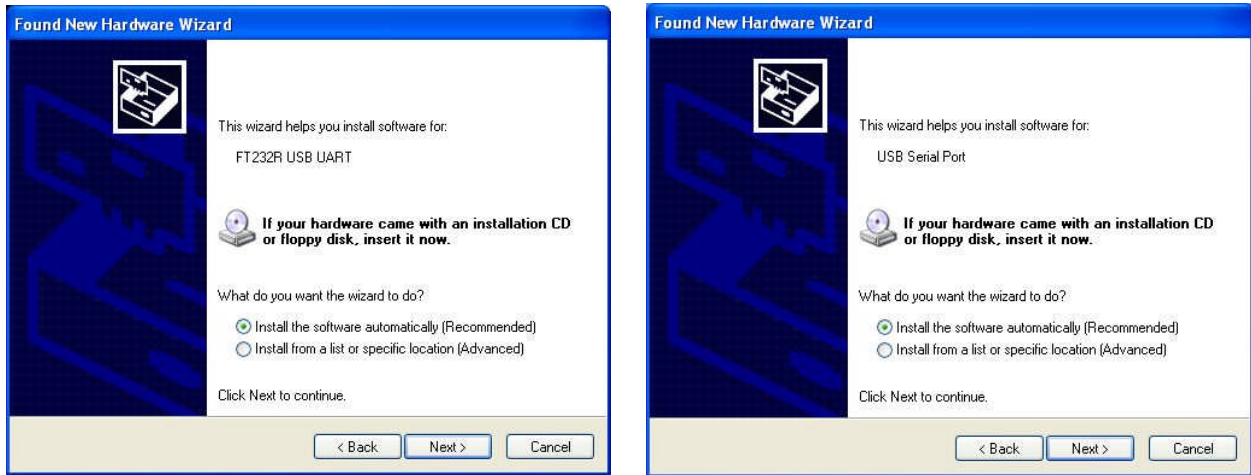 Found New Hardware Wizard
This wizard helps you install software for:
FT232R USB UART
If your hardware came with an installation CD
or floppy disk, insert it now.
What do you want the wizard to do?
Install the software automatically (Recommended)
Install from a list or specific location (Advanced)
Click Next to continue.
< Back
Next >
Cancel
Found New Hardware Wizard
This wizard helps you install software for:
USB Serial Port
If your hardware came with an installation CD
or floppy disk, insert it now.
What do you want the wizard to do?
Install the software automatically (Recommended)
Install from a list or specific location (Advanced)
Click Next to continue.
< Back
Next >
Cancel